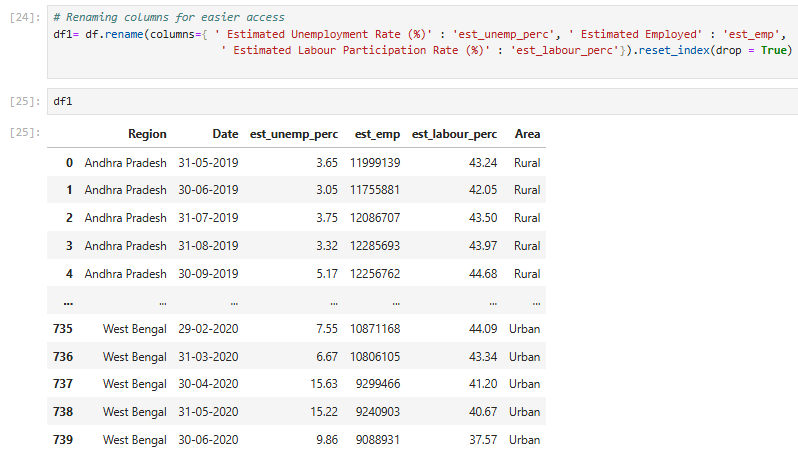 [24]: # Renaming columns for easier access
df1= df.rename(columns={ ' Estimated Unemployment Rate (%)' : 'est_unemp_perc', ' Estimated Employed' : 'est_emp',
' Estimated Labour Participation Rate (%)' : 'est_labour_perc'}).reset_index(drop = True)
[25]: df1
[25]: Region Date est_unemp_perc est_emp est_labour_perc Area
0 Andhra Pradesh 31-05-2019 3.65 11999139 43.24 Rural
1 Andhra Pradesh 30-06-2019 3.05 11755881 42.05 Rural
2 Andhra Pradesh 31-07-2019 3.75 12086707 43.50 Rural
3 Andhra Pradesh 31-08-2019 3.32 12285693 43.97 Rural
4 Andhra Pradesh 30-09-2019 5.17 12256762 44.68 Rural
... ... ... ... ... ... ...
735 West Bengal 29-02-2020 7.55 10871168 44.09 Urban
736 West Bengal 31-03-2020 6.67 10806105 43.34 Urban
737 West Bengal 30-04-2020 15.63 9299466 41.20 Urban
738 West Bengal 31-05-2020 15.22 9240903 40.67 Urban
739 West Bengal 30-06-2020 9.86 9088931 37.57 Urban